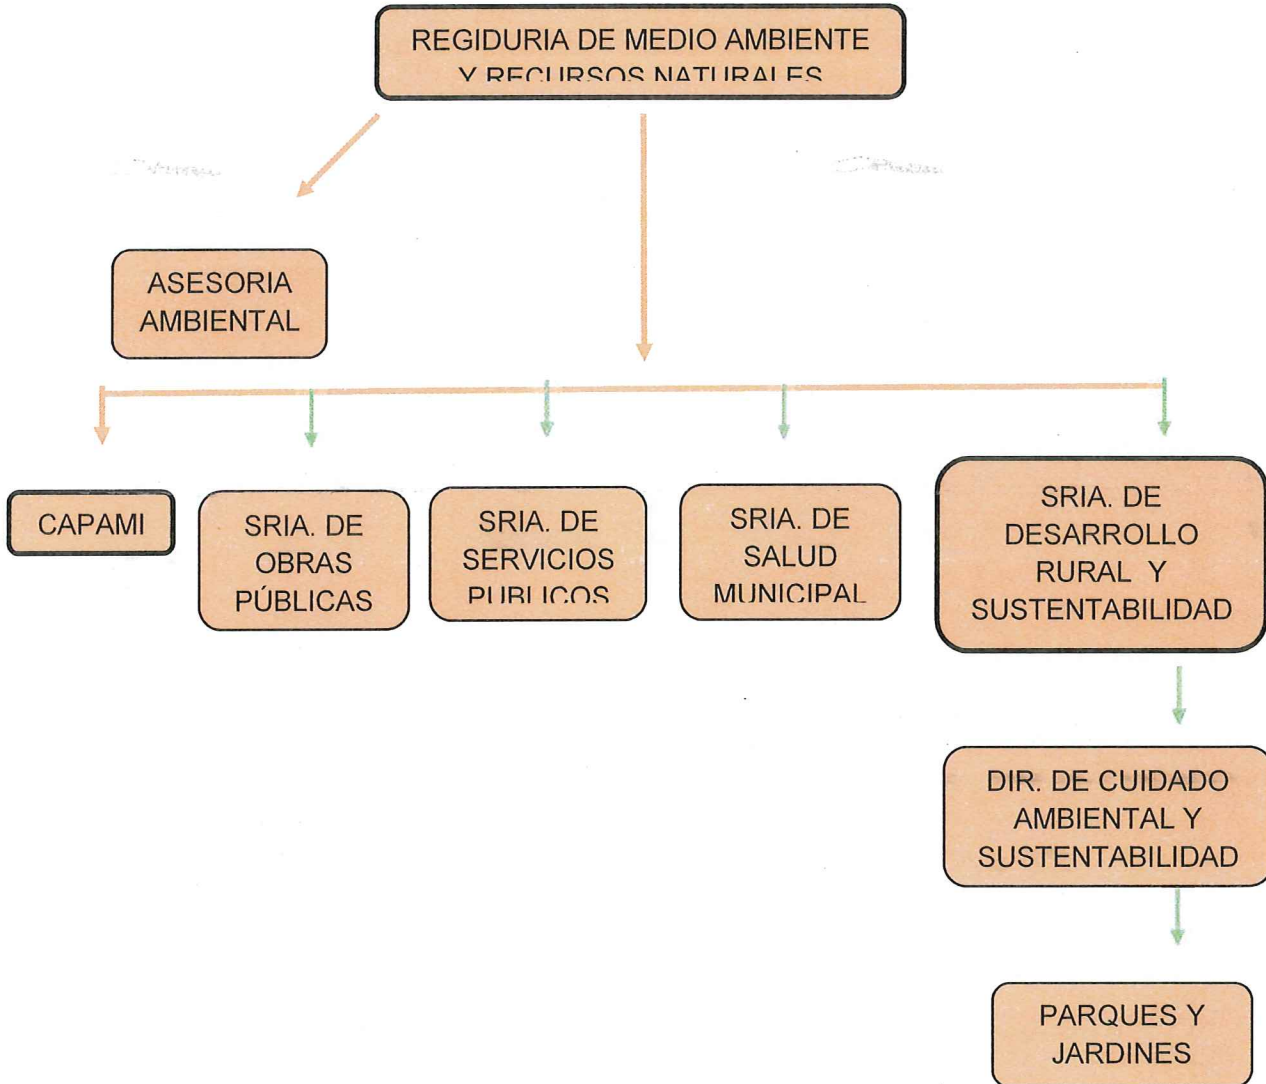 REGIDURIA DE MEDIO AMBIENTE
Y RECURSOS NATURALES
ASESORIA
AMBIENTAL
CAPAMI
SRIA. DE
OBRAS
PÚBLICAS
SRIA. DE
SERVICIOS
PUBLICOS
SRIA. DE
SALUD
MUNICIPAL
SRIA. DE
DESARROLLO
RURAL Y
SUSTENTABILIDAD
DIR. DE CUIDADO
AMBIENTAL Y
SUSTENTABILIDAD
PARQUES Y
JARDINES